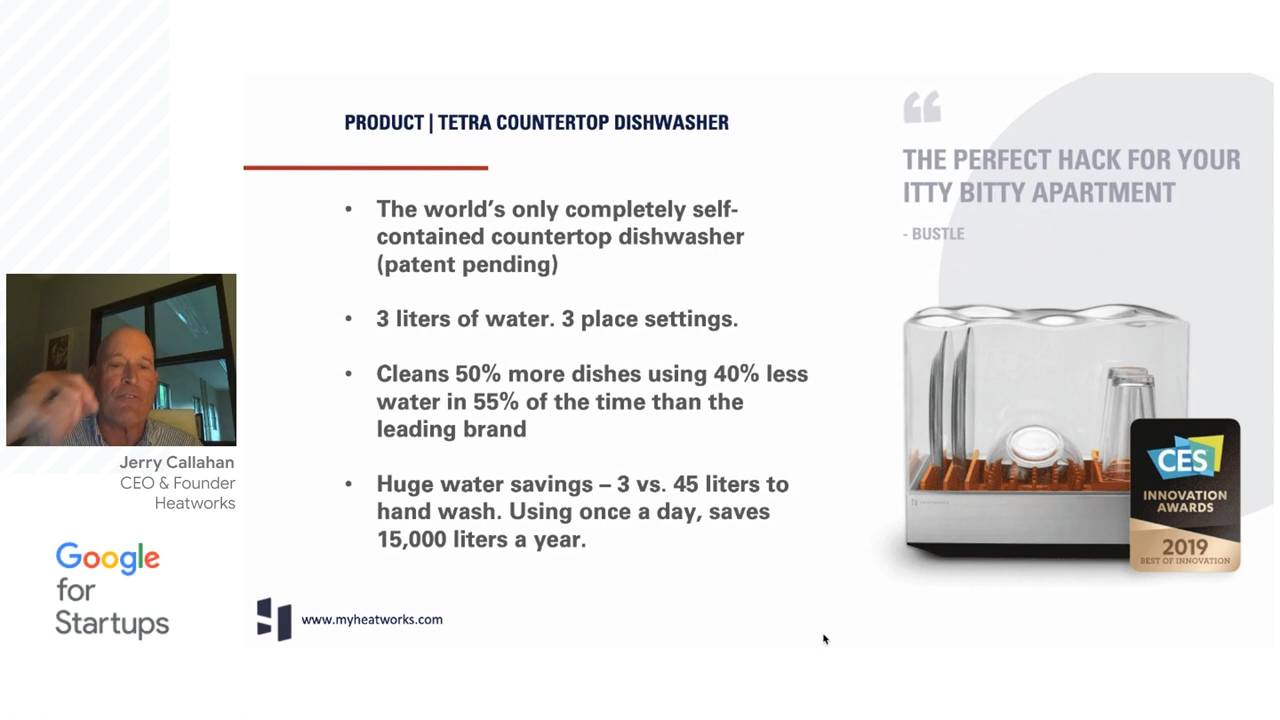 PRODUCT | TETRA COUNTERTOP DISHWASHER
• The world's only completely self-
contained countertop dishwasher
(patent pending)
• 3 liters of water. 3 place settings.
• Cleans 50% more dishes using 40% less
water in 55% of the time than the
leading brand
• Huge water savings – 3 vs. 45 liters to
hand wash. Using once a day, saves
15,000 liters a year.
www.myheatworks.com
“
THE PERFECT HACK FOR YOUR
ITTY BITTY APARTMENT
- BUSTLE
CES
INNOVATION
AWARDS
2019
BEST OF INNOVATION
Jerry Callahan
CEO & Founder
Heatworks
Google
for
Startups